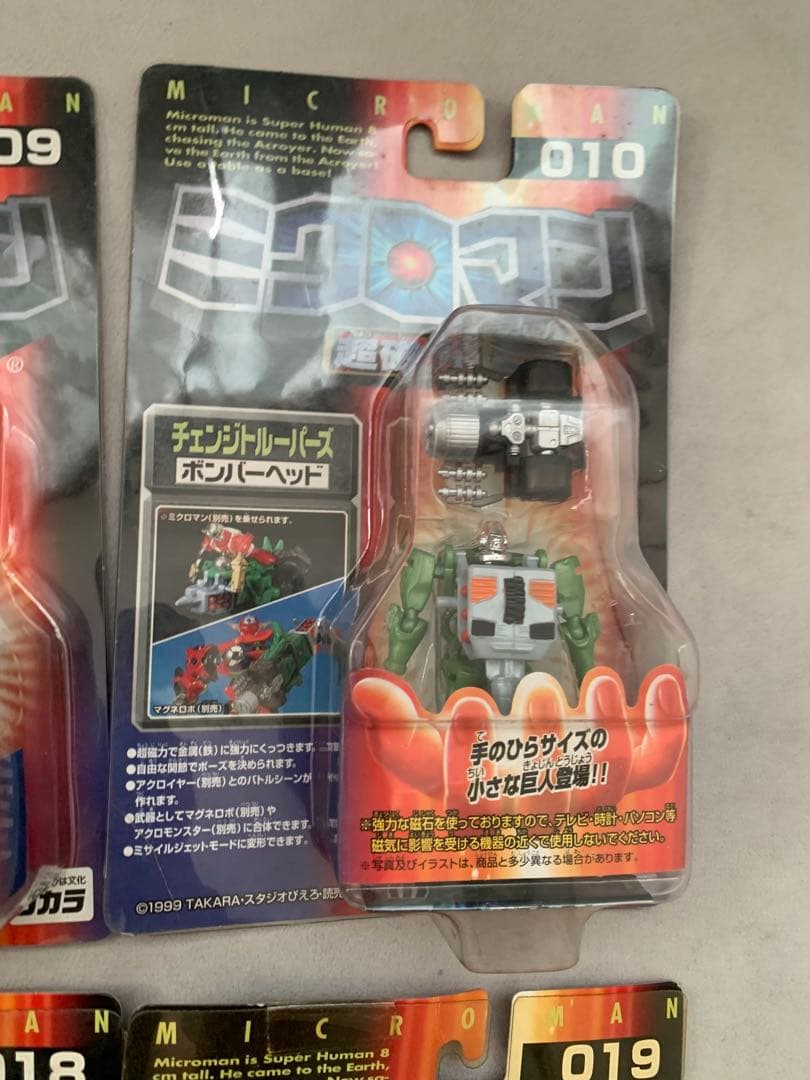 A N
09
®
MICROMAN
Microman is Super Human 8
cm tall. He came to the Earth,
chasing the Acroyer. Now sa-
ve the Earth from the Acroyer!
as a base!
010
ミクロマン
超磁
チェンジトルーパーズ
ボンバーヘッド
※ミクロマン(別売)を乗せられます。
マグネロボ(別売)
●超磁力で金属(鉄)に強力にくっつきます。
●自由な関節でポーズを決められます。
●アクロイヤー(別売)とのバトルシーンが
作れます。
●武器としてマグネロボ(別売)や
アクロモンスター(別売)に合体できます。
●ミサイルジェットモードに変形できます。
©1999 TAKARA・スタジオぴえろ・読売
手のひらサイズの
小さな巨人登場!!
※強力な磁石を使っておりますので、テレビ・時計・パソコン等
磁気に影響を受ける機器の近くで使用しないでください。
※写真及びイラストは、商品と多少異なる場合があります。
は文化
カラ
A N
018
MICROMAN
Microman is Super Human 8
cm tall. He came to the Earth,
Now sa-
019